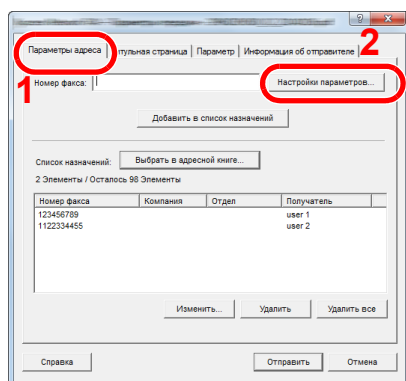 Параметры адреса тульная страница Параметр Информация об отправителе 2
1 Номер факса: Настройки параметров...
Добавить в список назначений
Список назначений: Выбрать в адресной книге...
2 Элементы / Осталось 98 Элементы
Номер факса Компания Отдел Получатель
123456789 user 1
1122334455 user 2
Изменить... Удалить Удалить все
Справка Отправить Отмена